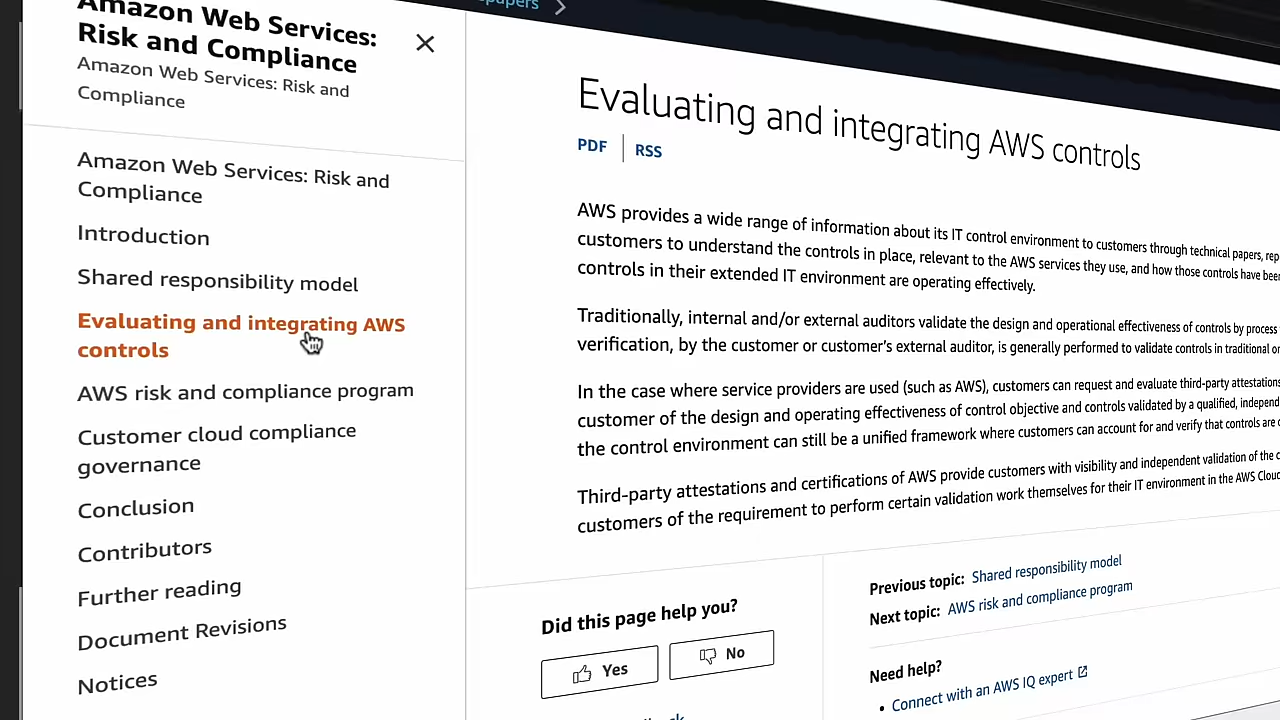 Amazon Web Services:
Risk and Compliance
Amazon Web Services: Risk and
Compliance
Amazon Web Services: Risk and
Compliance
Introduction
Shared responsibility model
Evaluating and integrating AWS
controls
AWS risk and compliance program
Customer cloud compliance
governance
Conclusion
Contributors
Further reading
Document Revisions
Notices
Evaluating and integrating AWS controls
PDF
RSS
AWS provides a wide range of information about its IT control environment to customers through technical papers,
customers to understand the controls in place, relevant to the AWS services they use, and how those controls have
controls in their extended IT environment are operating effectively.
Traditionally, internal and/or external auditors validate the design and operational effectiveness of controls by process
verification, by the customer or customer's external auditor, is generally performed to validate controls in traditional
In the case where service providers are used (such as AWS), customers can request and evaluate third-party attestations
customer of the design and operating effectiveness of control objective and controls validated by a qualified,
the control environment can still be a unified framework where customers can account for and verify that controls are
Third-party attestations and certifications of AWS provide customers with visibility and independent validation of the
customers of the requirement to perform certain validation work themselves for their IT environment in the AWS Cloud
Did this page help you?
Yes
No
Previous topic: Shared responsibility model
Next topic: AWS risk and compliance program
Need help?
• Connect with an AWS IQ expert